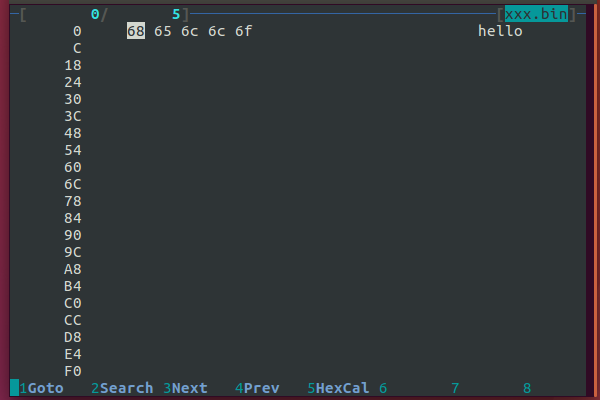 [ 0/ 5] [xxx.bin]
0 68 65 6c 6c 6f hello
C
18
24
30
3C
48
54
60
6C
78
84
90
9C
A8
B4
C0
CC
D8
E4
F0
1Goto 2Search 3Next 4Prev 5HexCal 6 7 8